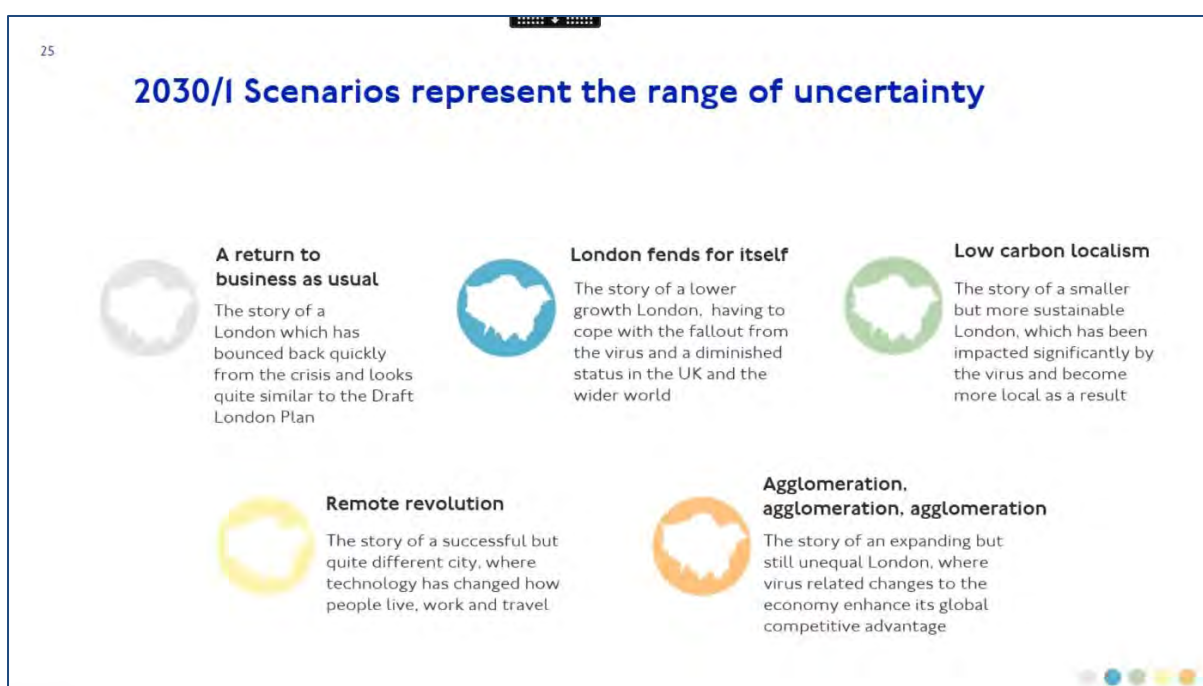 25
2030/1 Scenarios represent the range of uncertainty
A return to
business as usual
The story of a
London which has
bounced back quickly
from the crisis and looks
quite similar to the Draft
London Plan
London fends for itself
The story of a lower
growth London, having to
cope with the fallout from
the virus and a diminished
status in the UK and the
wider world
Low carbon localism
The story of a smaller
but more sustainable
London, which has been
impacted significantly by
the virus and become
more local as a result
Remote revolution
The story of a successful but
quite different city, where
technology has changed how
people live, work and travel
Agglomeration,
agglomeration, agglomeration
The story of an expanding but
still unequal London, where
virus related changes to the
economy enhance its global
competitive advantage